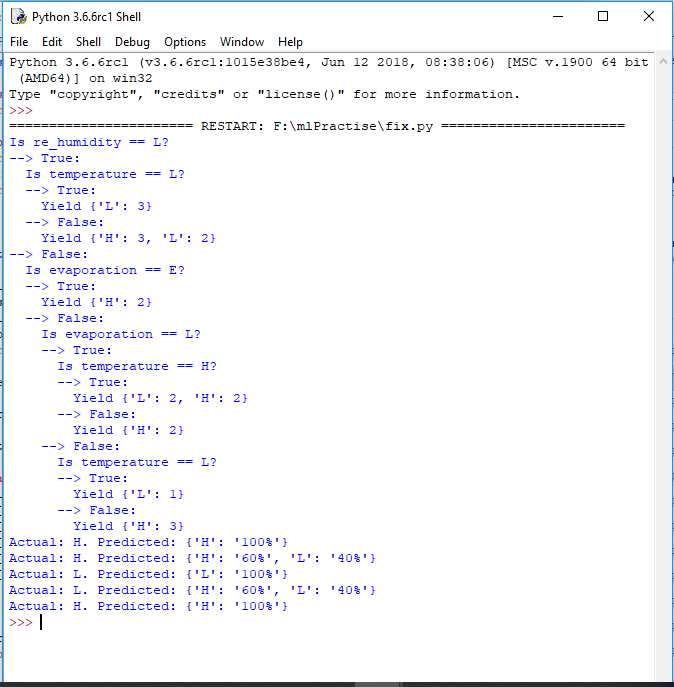 Python 3.6.6rc1 Shell
File Edit Shell Debug Options Window Help
Python 3.6.6rc1 (v3.6.6rc1:1015e38be4, Jun 12 2018, 08:38:06) [MSC v.1900 64 bit
 (AMD64)] on win32
Type "copyright", "credits" or "license()" for more information.
>>>
======================= RESTART: F:\mlPractise\fix.py =======================
Is re_humidity == L?
--> True:
  Is temperature == L?
  --> True:
    Yield {'L': 3}
  --> False:
    Yield {'H': 3, 'L': 2}
--> False:
  Is evaporation == E?
  --> True:
    Yield {'H': 2}
  --> False:
    Is evaporation == L?
    --> True:
      Is temperature == H?
      --> True:
        Yield {'L': 2, 'H': 2}
      --> False:
        Yield {'H': 2}
    --> False:
      Is temperature == L?
      --> True:
        Yield {'L': 1}
      --> False:
        Yield {'H': 3}
Actual: H. Predicted: {'H': '100%'}
Actual: H. Predicted: {'H': '60%', 'L': '40%'}
Actual: L. Predicted: {'L': '100%'}
Actual: L. Predicted: {'H': '60%', 'L': '40%'}
Actual: H. Predicted: {'H': '100%'}
>>>